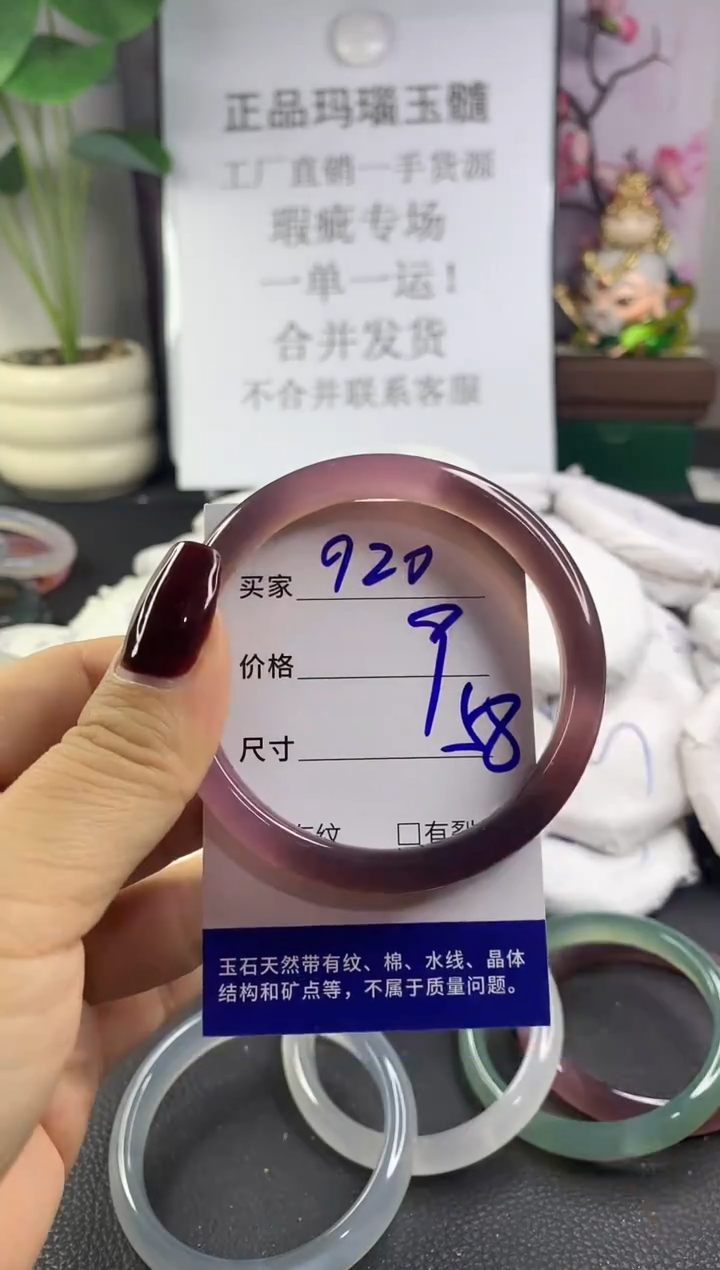 正品玛瑙玉髓
工厂直销一手货源
瑕疵专场
一单一运！
合并发货
不合并联系客服
买家 920
价格
尺寸 58
纹 □有裂
玉石天然带有纹、棉、水线、晶体
结构和矿点等，不属于质量问题。